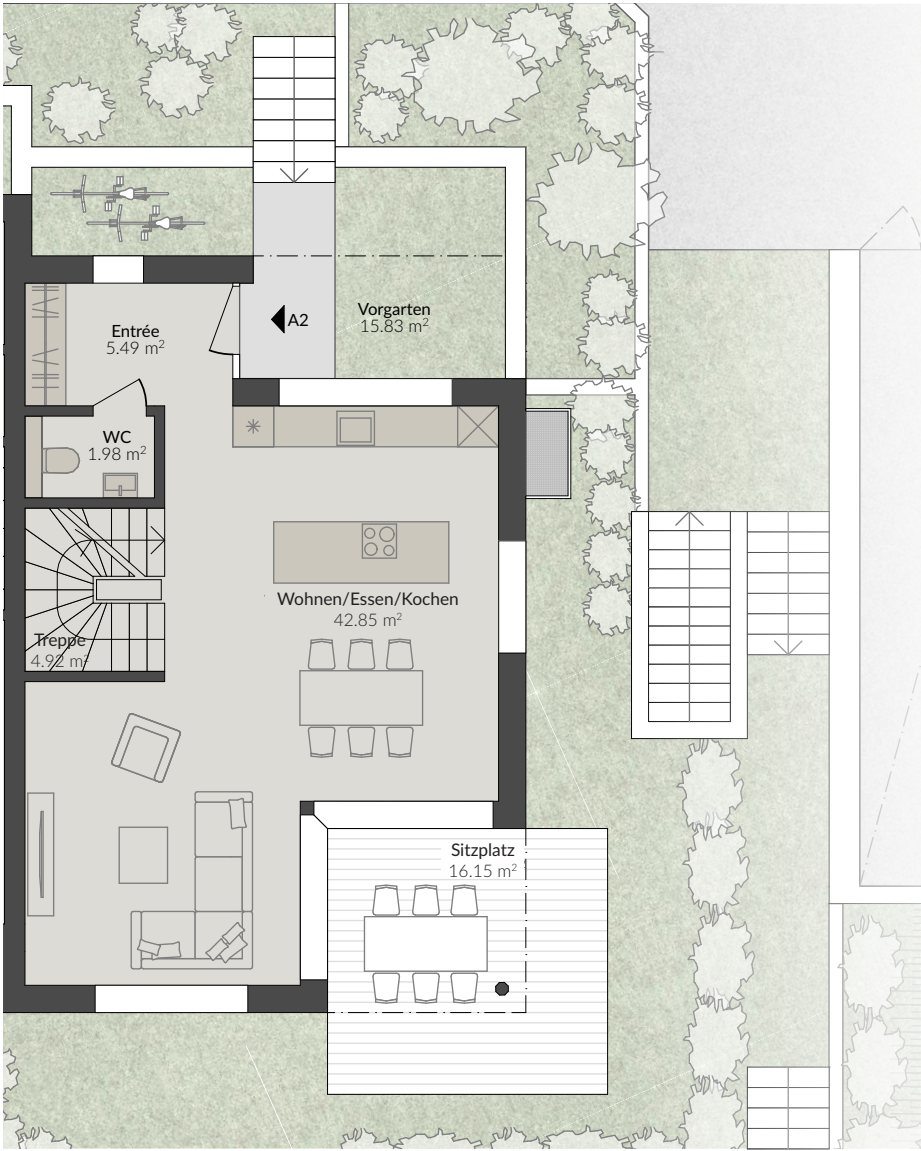 A2
Vorgarten
15.83 m²
Entrée
5.49 m²
WC
1.98 m²
Wohnen/Essen/Kochen
42.85 m²
Treppe
4.92 m²
Sitzplatz
16.15 m²